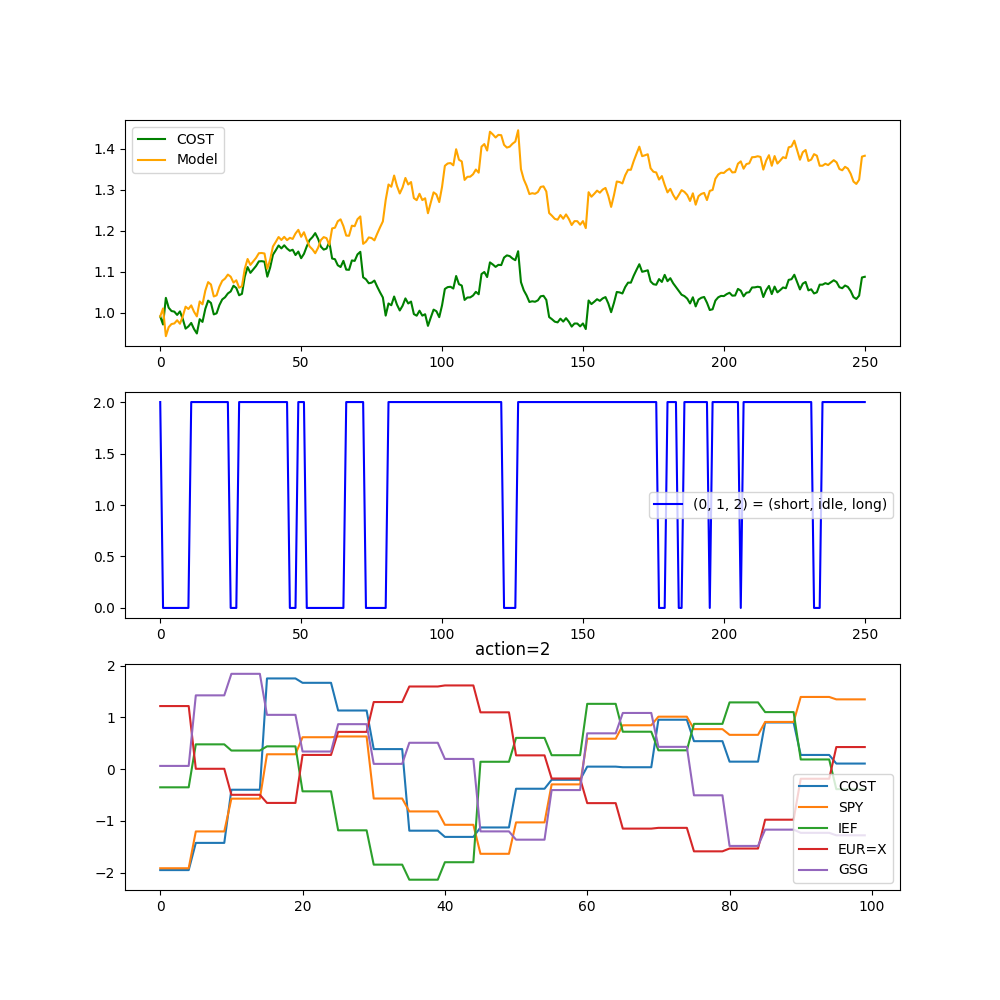 1.4
1.3
1.2
1.1
1.0
COST
Model
0 50 100 150 200 250
2.0
1.5
1.0
0.5
0.0
(0, 1, 2) = (short, idle, long)
0 50 100 150 200 250
action=2
2
1
0
−1
−2
COST
SPY
IEF
EUR=X
GSG
0 20 40 60 80 100